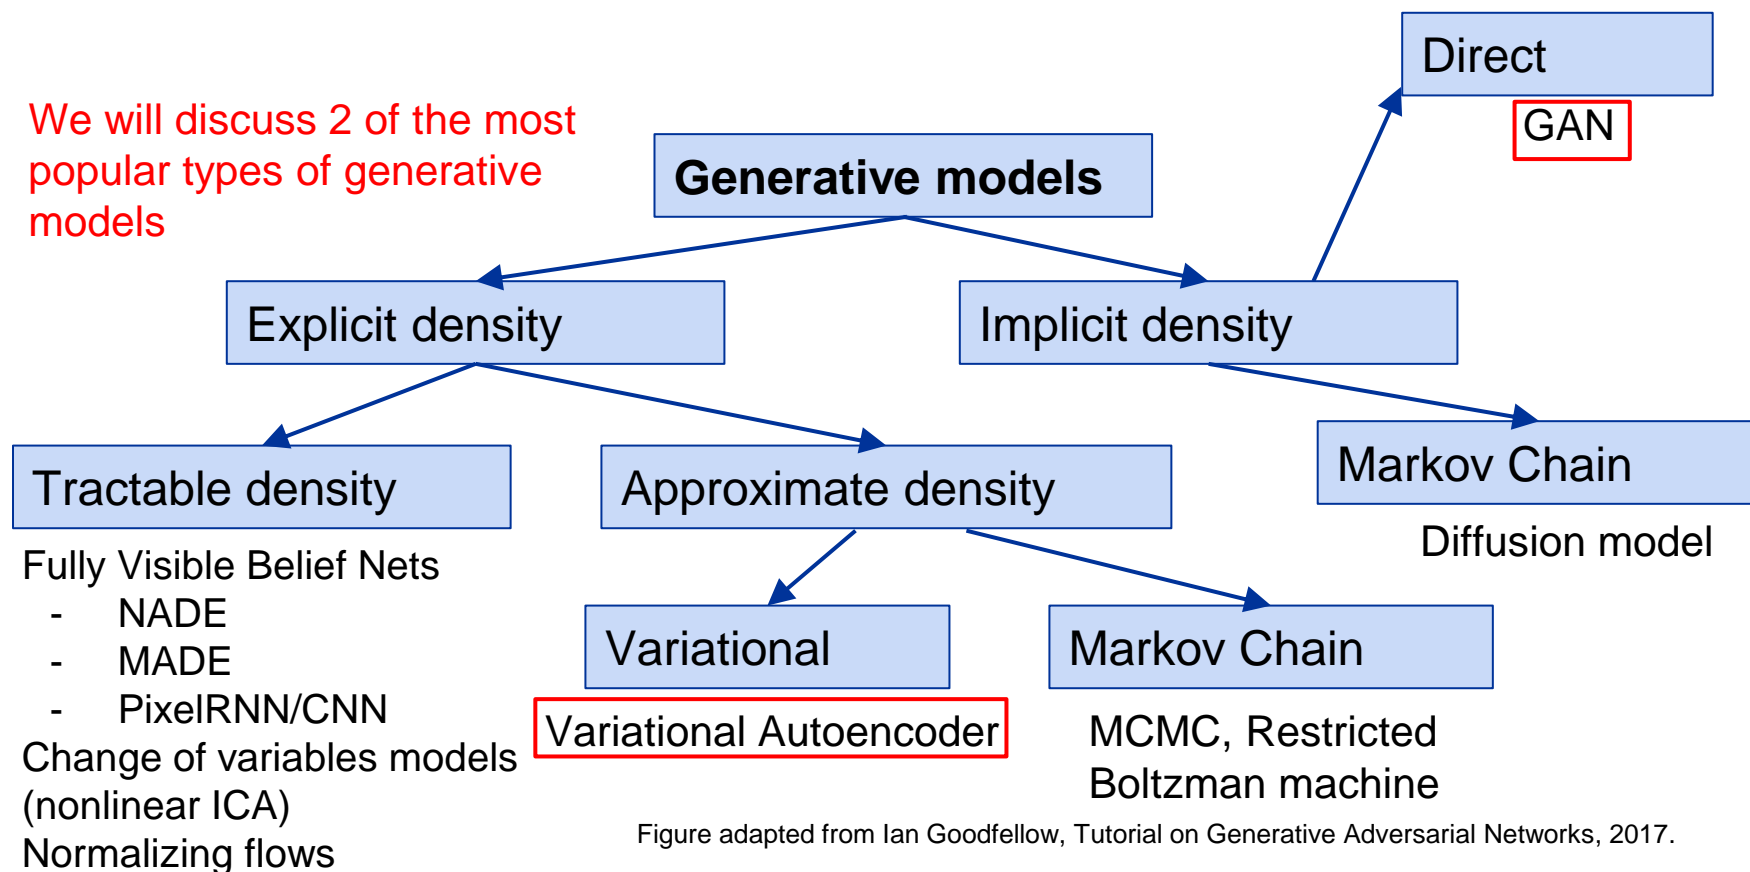 Direct
GAN
We will discuss 2 of the most
popular types of generative
models
Generative models
Explicit density
Implicit density
Tractable density
Approximate density
Markov Chain
Diffusion model
Fully Visible Belief Nets
- NADE
- MADE
- PixelRNN/CNN
Change of variables models
(nonlinear ICA)
Normalizing flows
Variational
Variational Autoencoder
Markov Chain
MCMC, Restricted
Boltzman machine
Figure adapted from Ian Goodfellow, Tutorial on Generative Adversarial Networks, 2017.